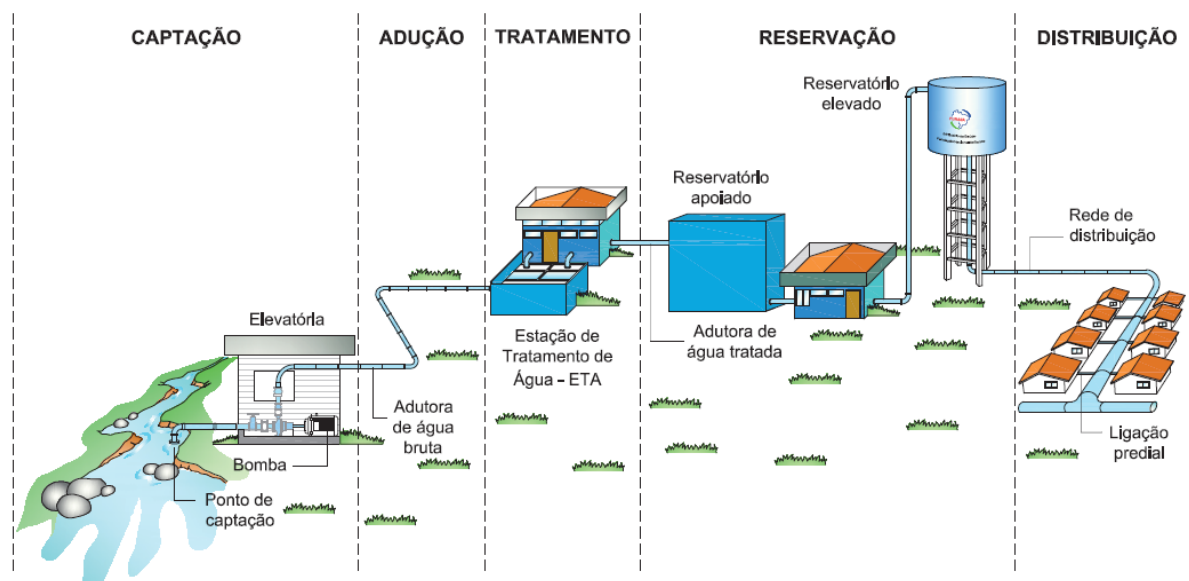 CAPTAÇÃO
ADUÇÃO
TRATAMENTO
RESERVAÇÃO
DISTRIBUIÇÃO
Reservatório
elevado
Reservatório
apoiado
Rede de
distribuição
Elevatória
Estação de
Tratamento de
Água – ETA
Adutora de
água tratada
Adutora
de água
bruta
Bomba
Ponto de
captação
Ligação
predial